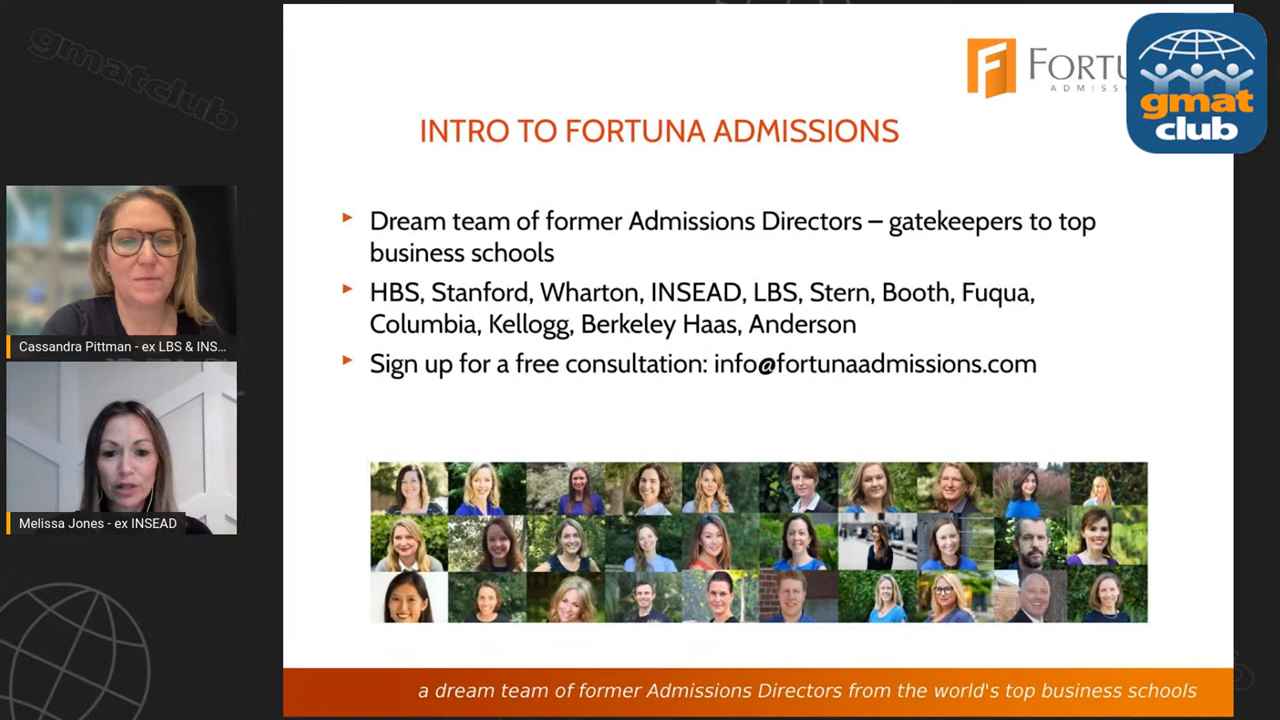 gmatclub
FORTU
ADMISS
gmat
club
INTRO TO FORTUNA ADMISSIONS
Dream team of former Admissions Directors – gatekeepers to top
business schools
HBS, Stanford, Wharton, INSEAD, LBS, Stern, Booth, Fuqua,
Columbia, Kellogg, Berkeley Haas, Anderson
Sign up for a free consultation: info@fortunaadmissions.com
Cassandra Pittman - ex LBS & INS...
Melissa Jones - ex INSEAD
a dream team of former Admissions Directors from the world's top business schools